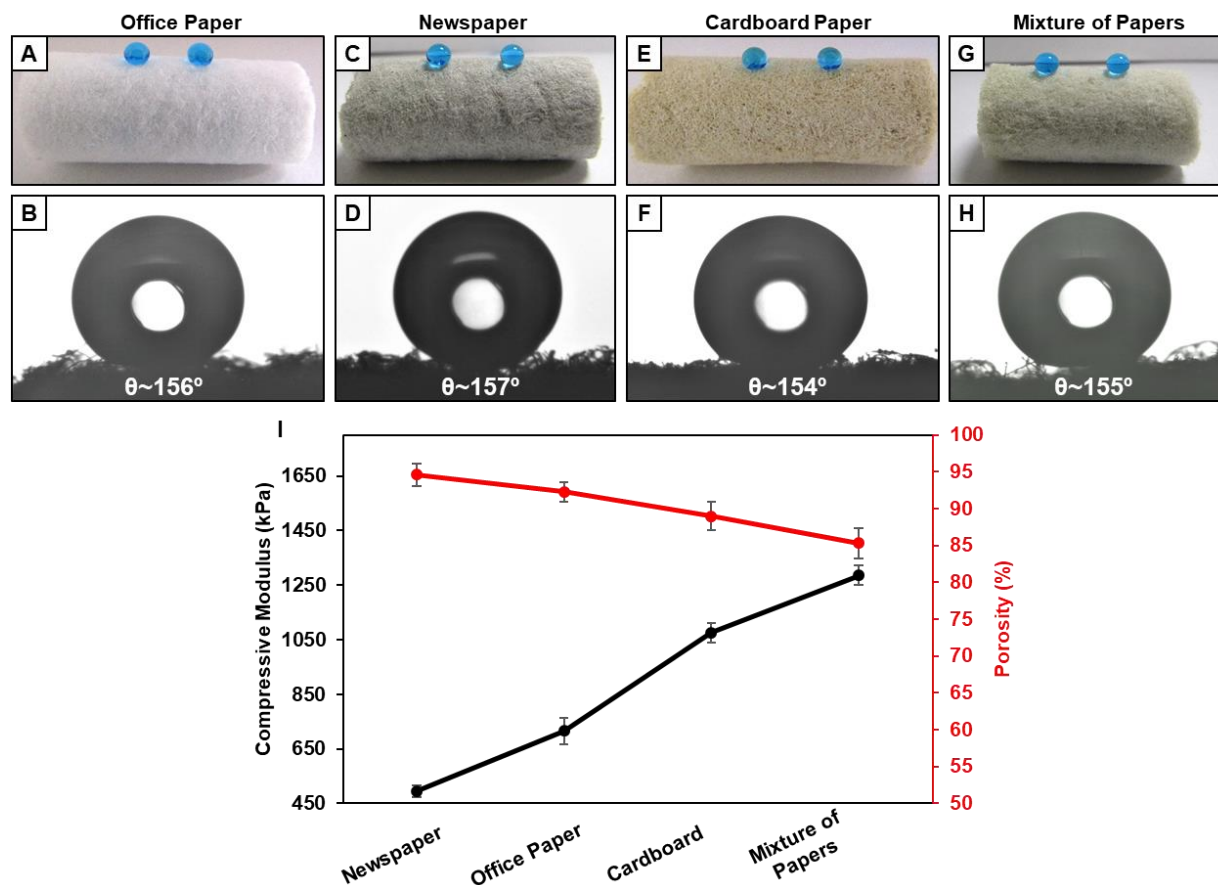 Office Paper
Newspaper
Cardboard Paper
Mixture of Papers
A
C
E
G
B
D
F
H
θ~156º
θ~157º
θ~154º
θ~155º
I
Compressive Modulus (kPa)
1650
1450
1250
1050
850
650
450
100
95
90
85
80
75
70
65
60
55
50
Porosity (%)
Newspaper
Office Paper
Cardboard
Mixture of
Papers